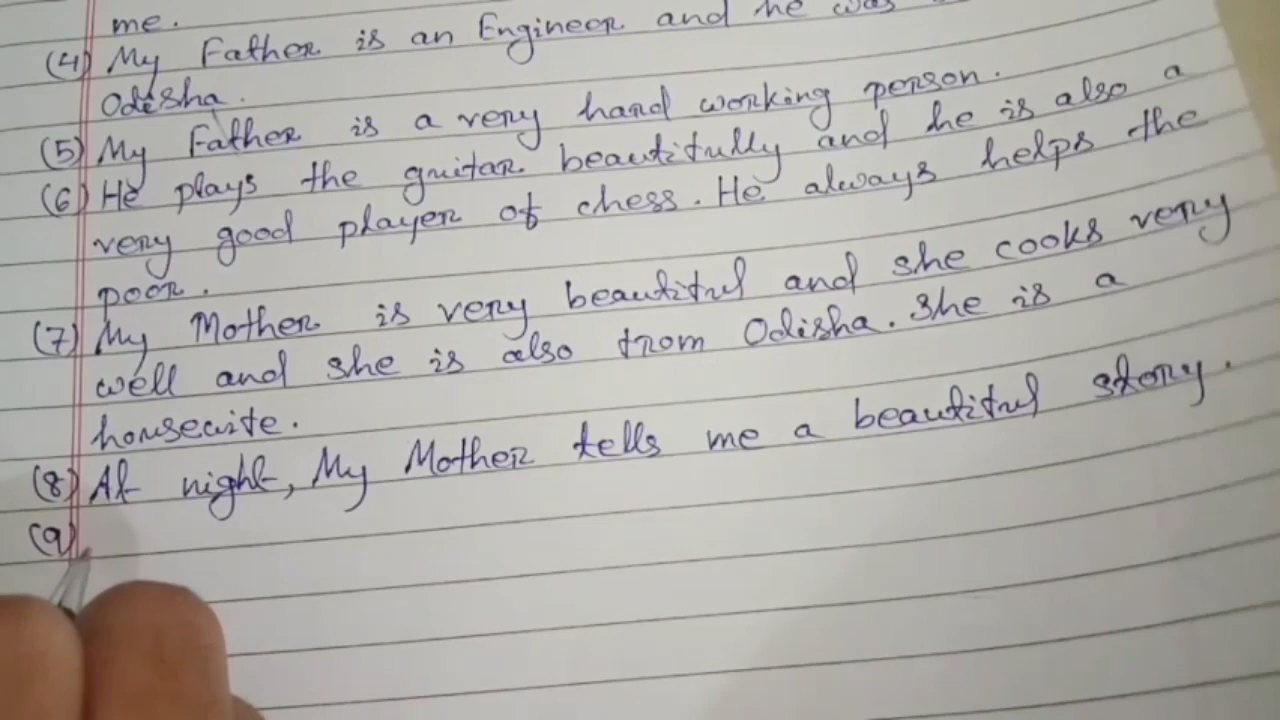 me.
(4) My Father is an Engineer and he was
Odisha.
(5) My Father is a very hard working person.
(6) He plays the guitar beautifully and he is also a
very good player of chess. He always helps the
poor.
(7) My Mother is very beautiful and she cooks very
well and she is also from Odisha. She is a
housewife.
(8) At night, My Mother tells me a beautiful story.
(9)